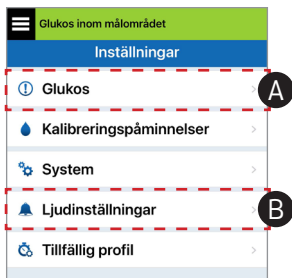 Glukos inom målområdet
Inställningar
Glukos
A
Kalibreringspåminnelser
System
Ljudinställningar
B
Tillfällig profil